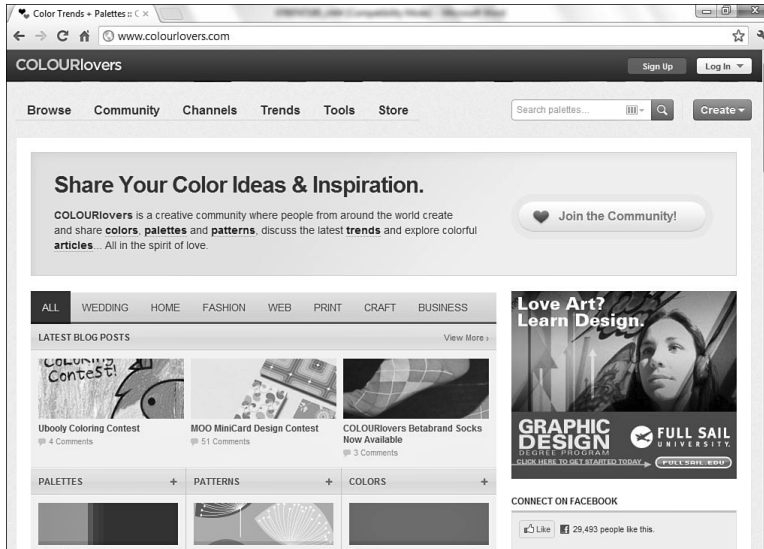 Color Trends + Palettes ::
www.colourlovers.com
COLOURlovers
Sign Up
Log In
Browse Community Channels Trends Tools Store
Search palettes...
Create
Share Your Color Ideas & Inspiration.
COLOURlovers is a creative community where people from around the world create
and share colors, palettes and patterns, discuss the latest trends and explore colorful
articles... All in the spirit of love.
Join the Community!
ALL WEDDING HOME FASHION WEB PRINT CRAFT BUSINESS
LATEST BLOG POSTS
View More ›
COLORING
Contest!
Ubooly Coloring Contest
4 Comments
MOO MiniCard Design Contest
51 Comments
COLOURlovers Betabrand Socks
Now Available
3 Comments
PALETTES +
PATTERNS +
COLORS +
Love Art?
Learn Design.
GRAPHIC
DESIGN
DEGREE PROGRAM
CLICK HERE TO GET STARTED TODAY
FULL SAIL
UNIVERSITY.
FULLSAIL.EDU
CONNECT ON FACEBOOK
Like
29,493 people like this.